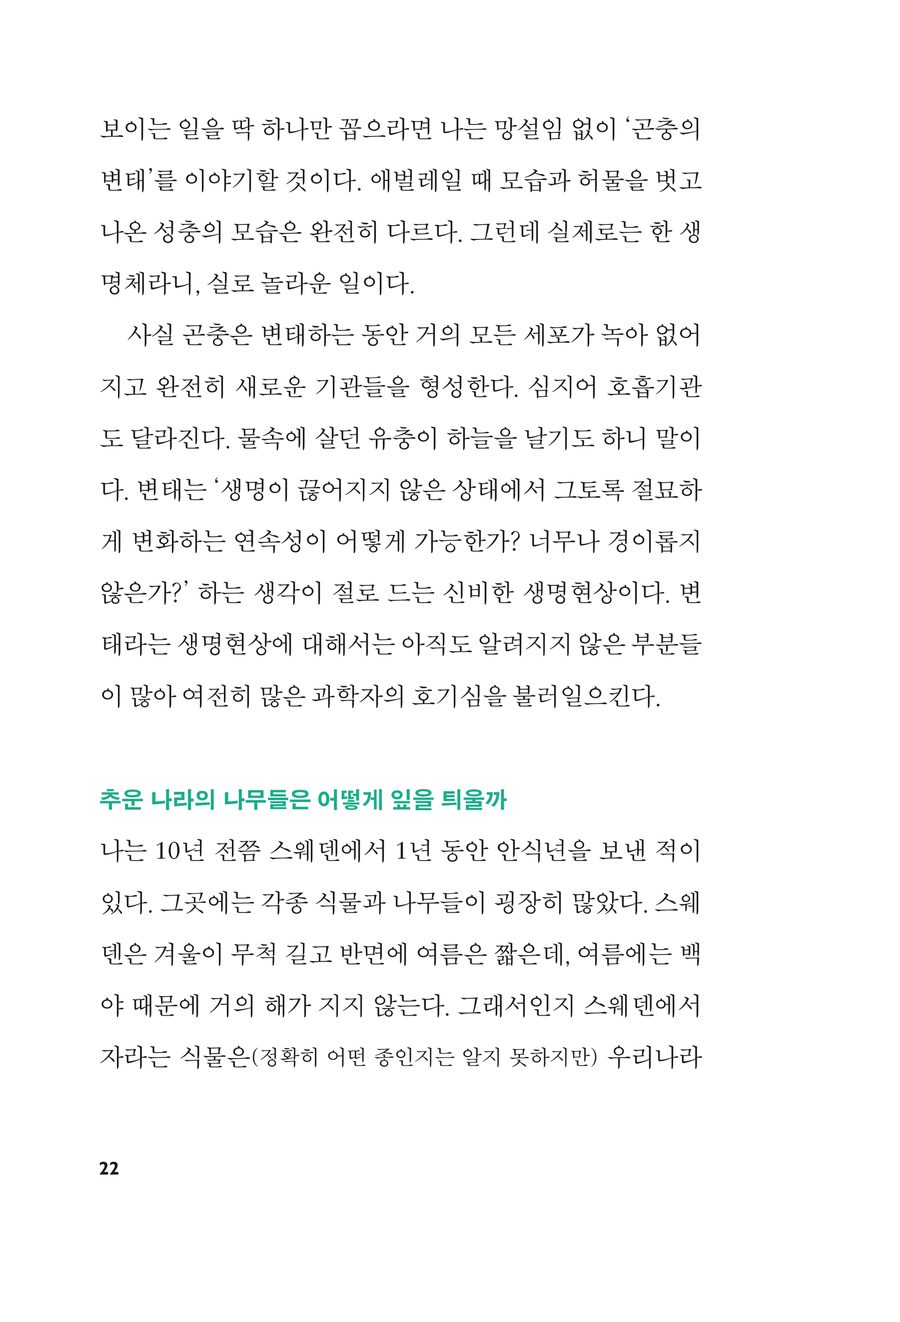 보이는 일을 딱 하나만 꼽으라면 나는 망설임 없이 ‘곤충의
변태’를 이야기할 것이다. 애벌레일 때 모습과 허물을 벗고
나온 성충의 모습은 완전히 다르다. 그런데 실제로는 한 생
명체라니, 실로 놀라운 일이다.
사실 곤충은 변태하는 동안 거의 모든 세포가 녹아 없어
지고 완전히 새로운 기관들을 형성한다. 심지어 호흡기관
도 달라진다. 물속에 살던 유충이 하늘을 날기도 하니 말이
다. 변태는 ‘생명이 끊어지지 않은 상태에서 그토록 절묘하
게 변화하는 연속성이 어떻게 가능한가? 너무나 경이롭지
않은가?’ 하는 생각이 절로 드는 신비한 생명현상이다. 변
태라는 생명현상에 대해서는 아직도 알려지지 않은 부분들
이 많아 여전히 많은 과학자의 호기심을 불러일으킨다.
추운 나라의 나무들은 어떻게 잎을 틔울까
나는 10년 전쯤 스웨덴에서 1년 동안 안식년을 보낸 적이
있다. 그곳에는 각종 식물과 나무들이 굉장히 많았다. 스웨
덴은 겨울이 무척 길고 반면에 여름은 짧은데, 여름에는 백
야 때문에 거의 해가 지지 않는다. 그래서인지 스웨덴에서
자라는 식물은(정확히 어떤 종인지는 알지 못하지만) 우리나라
22